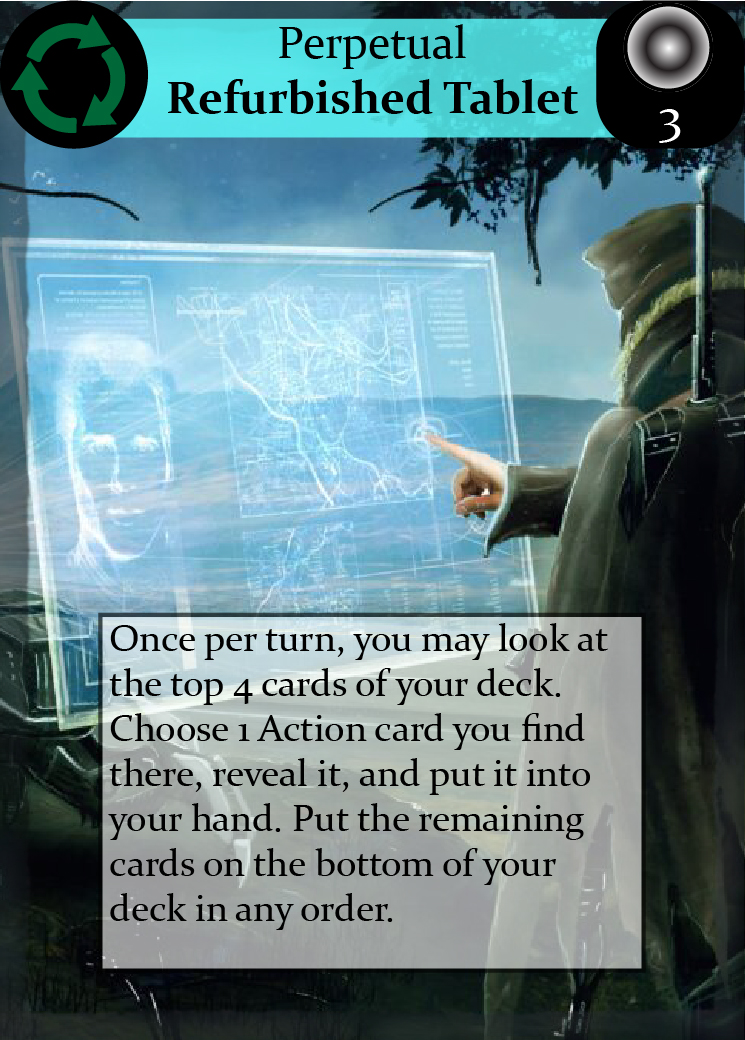 Perpetual
Refurbished Tablet
3
Once per turn, you may look at
the top 4 cards of your deck.
Choose 1 Action card you find
there, reveal it, and put it into
your hand. Put the remaining
cards on the bottom of your
deck in any order.